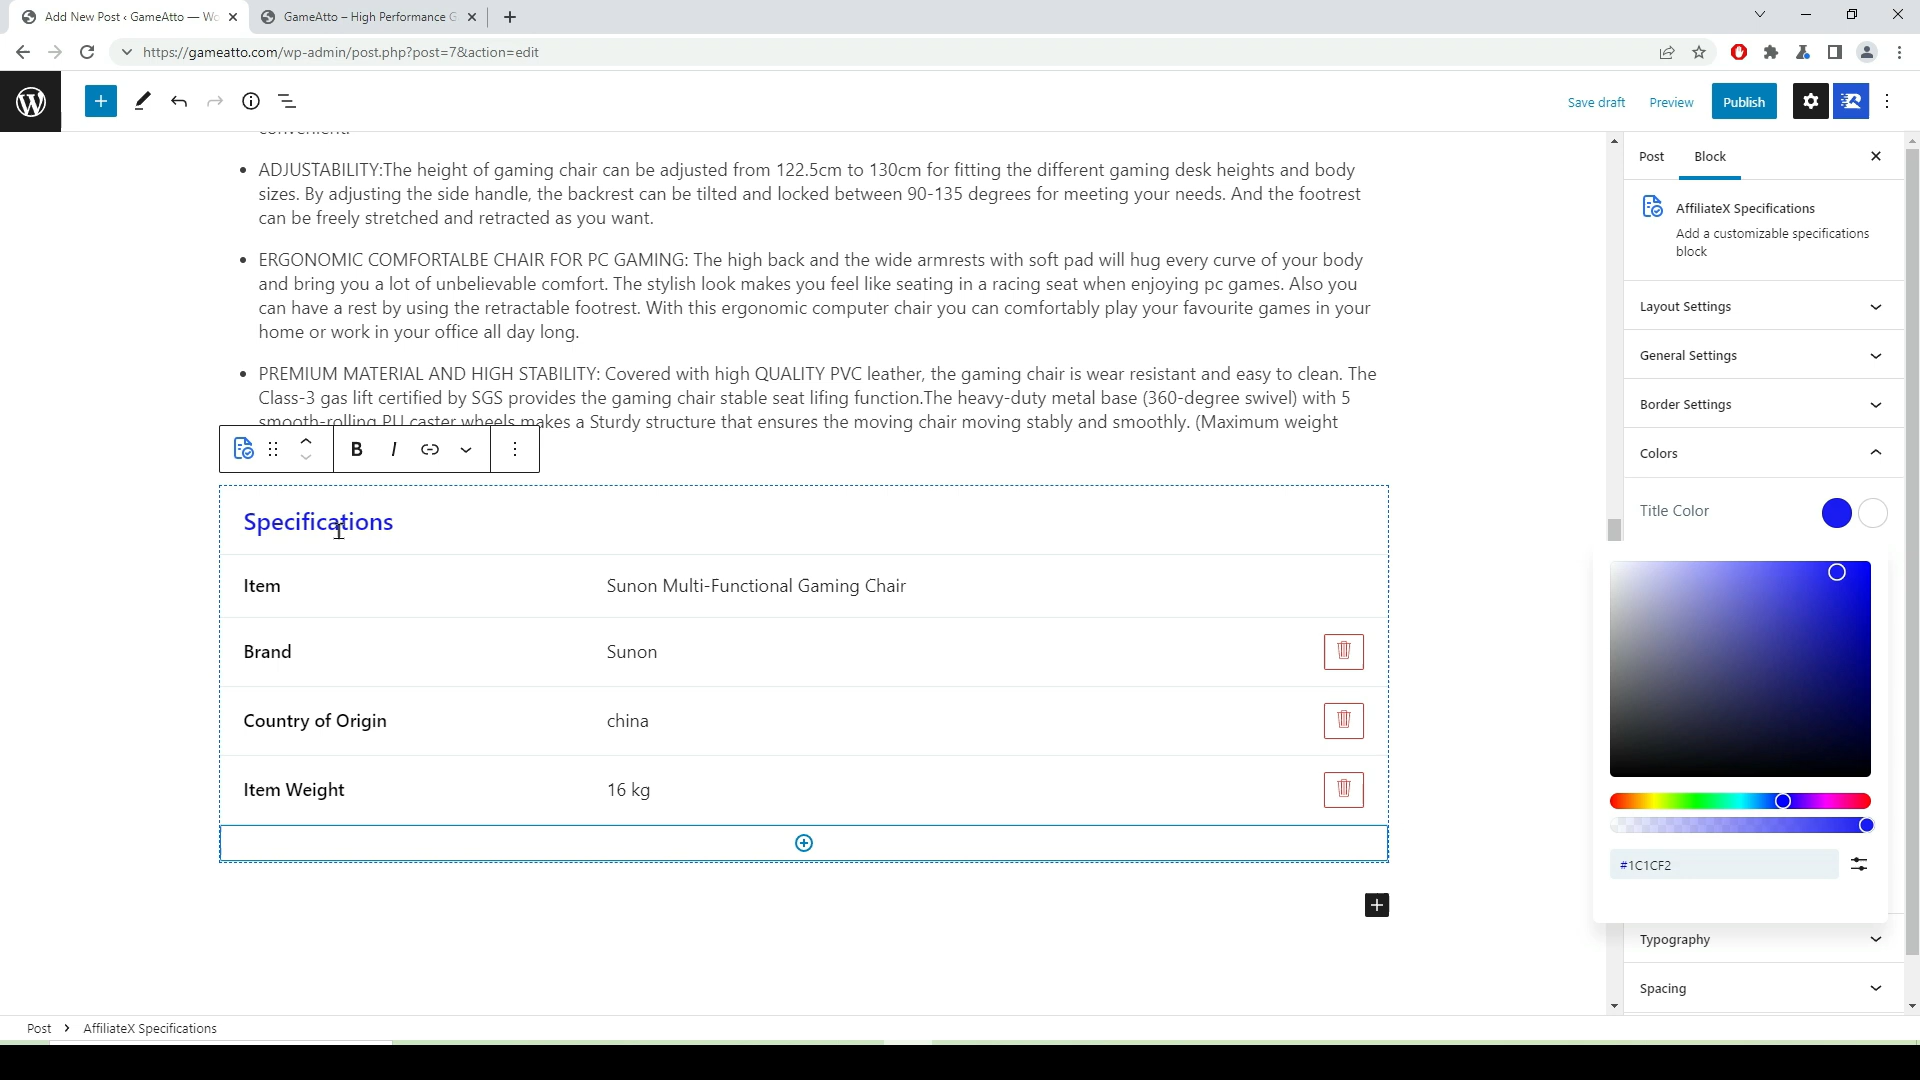 Add New Post ‹ GameAtto — Wo
GameAtto – High Performance G
https://gameatto.com/wp-admin/post.php?post=7&action=edit
Save draft
Preview
Publish
convenient.
• ADJUSTABILITY:The height of gaming chair can be adjusted from 122.5cm to 130cm for fitting the different gaming desk heights and body
sizes. By adjusting the side handle, the backrest can be tilted and locked between 90-135 degrees for meeting your needs. And the footrest
can be freely stretched and retracted as you want.
• ERGONOMIC COMFORTALBE CHAIR FOR PC GAMING: The high back and the wide armrests with soft pad will hug every curve of your body
and bring you a lot of unbelievable comfort. The stylish look makes you feel like seating in a racing seat when enjoying pc games. Also you
can have a rest by using the retractable footrest. With this ergonomic computer chair you can comfortably play your favourite games in your
home or work in your office all day long.
• PREMIUM MATERIAL AND HIGH STABILITY: Covered with high QUALITY PVC leather, the gaming chair is wear resistant and easy to clean. The
Class-3 gas lift certified by SGS provides the gaming chair stable seat lifing function.The heavy-duty metal base (360-degree swivel) with 5
smooth-rolling PU caster wheels makes a Sturdy structure that ensures the moving chair moving stably and smoothly. (Maximum weight
B I
Specifications
Item Sunon Multi-Functional Gaming Chair
Brand Sunon
Country of Origin china
Item Weight 16 kg
Post Block
AffiliateX Specifications
Add a customizable specifications
block
Layout Settings
General Settings
Border Settings
Colors
Title Color
#1C1CF2
Typography
Spacing
Post > AffiliateX Specifications